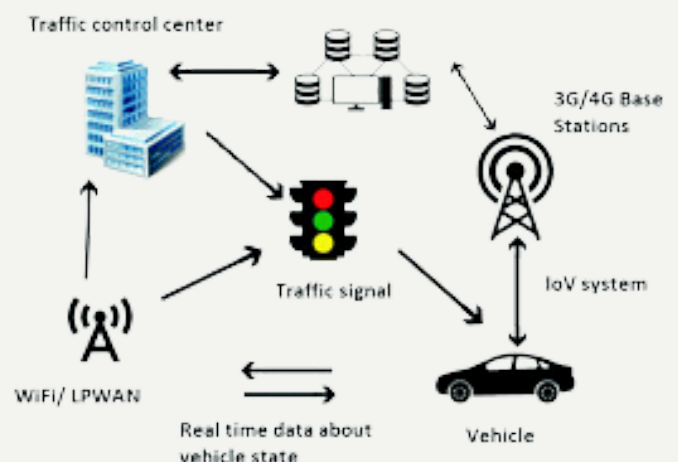 Traffic control center
3G/4G Base
Stations
Traffic signal
IoV system
WiFi/ LPWAN
Real time data about
vehicle state
Vehicle